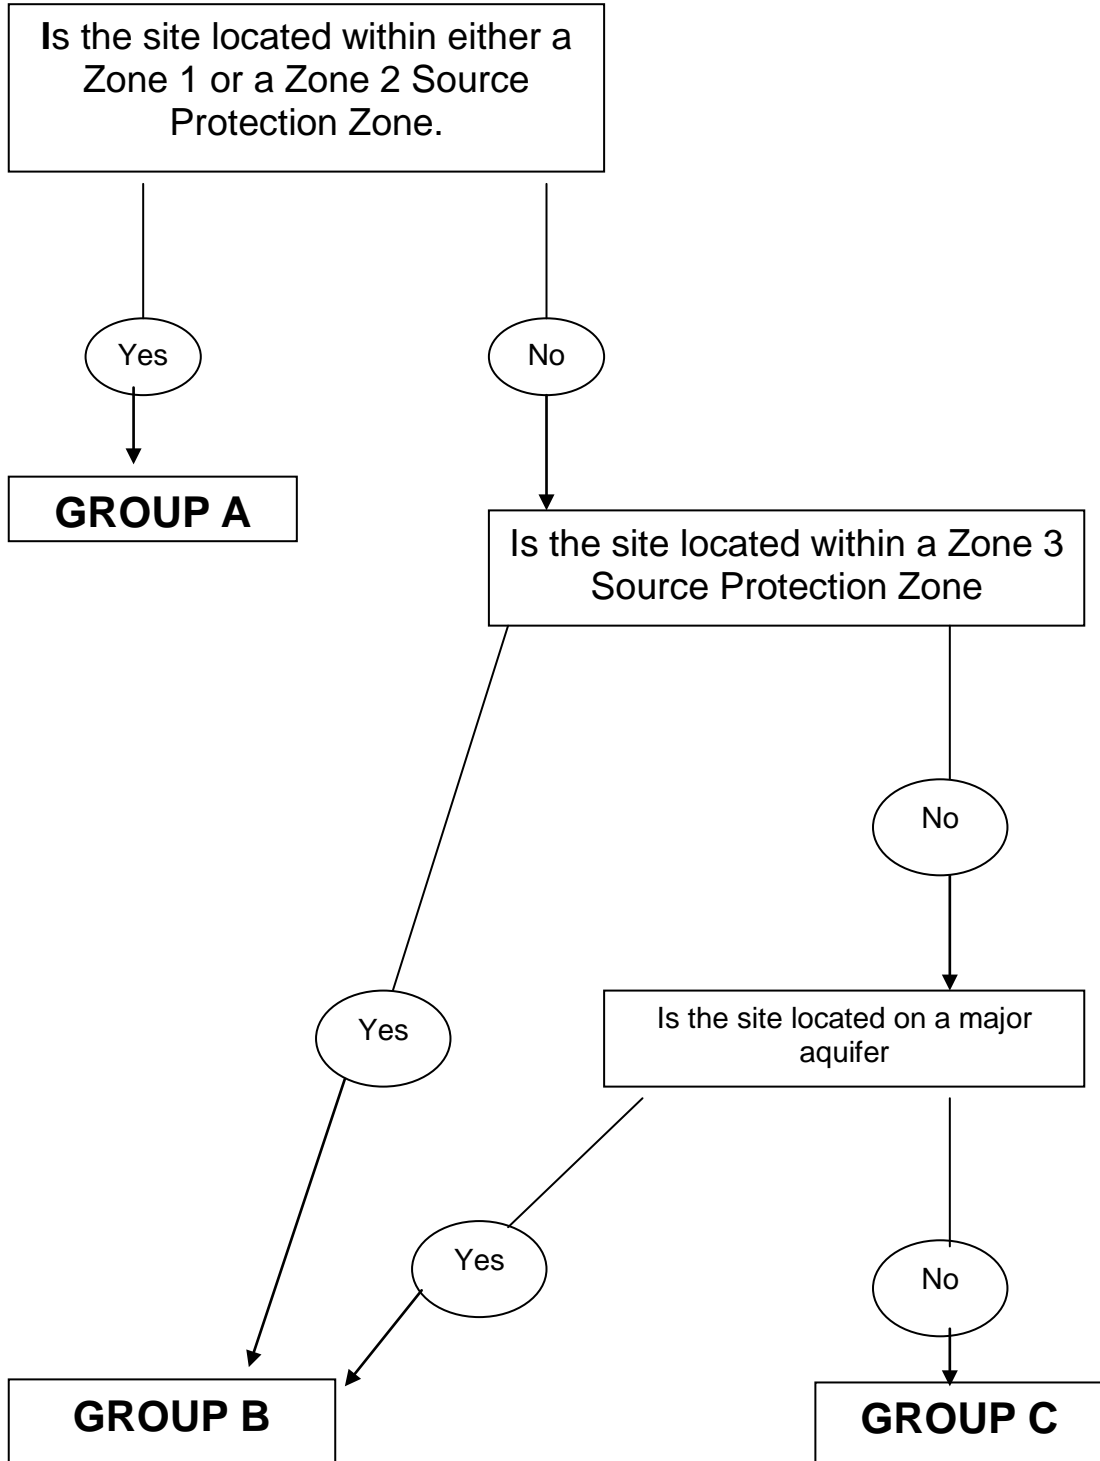 Is the site located within either a
Zone 1 or a Zone 2 Source
Protection Zone.
Yes
No
GROUP A
Is the site located within a Zone 3
Source Protection Zone
No
Yes
Is the site located on a major
aquifer
Yes
No
GROUP B
GROUP C